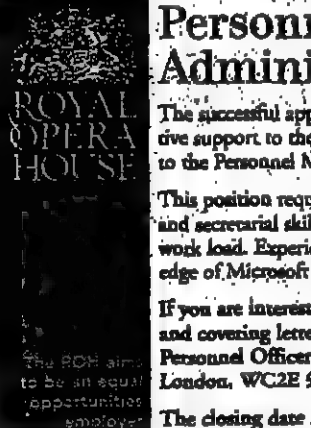 ROYAL
OPERA
HOUSE
The ROH aims
to be an equal
opportunities
employer
Personn
Admini
The successful app
tive support to the
to the Personnel M
This position requ
and secretarial skil
work load. Experi
edge of Microsoft
If you are interest
and covering lette
Personnel Officer
London, WC2E
The closing date